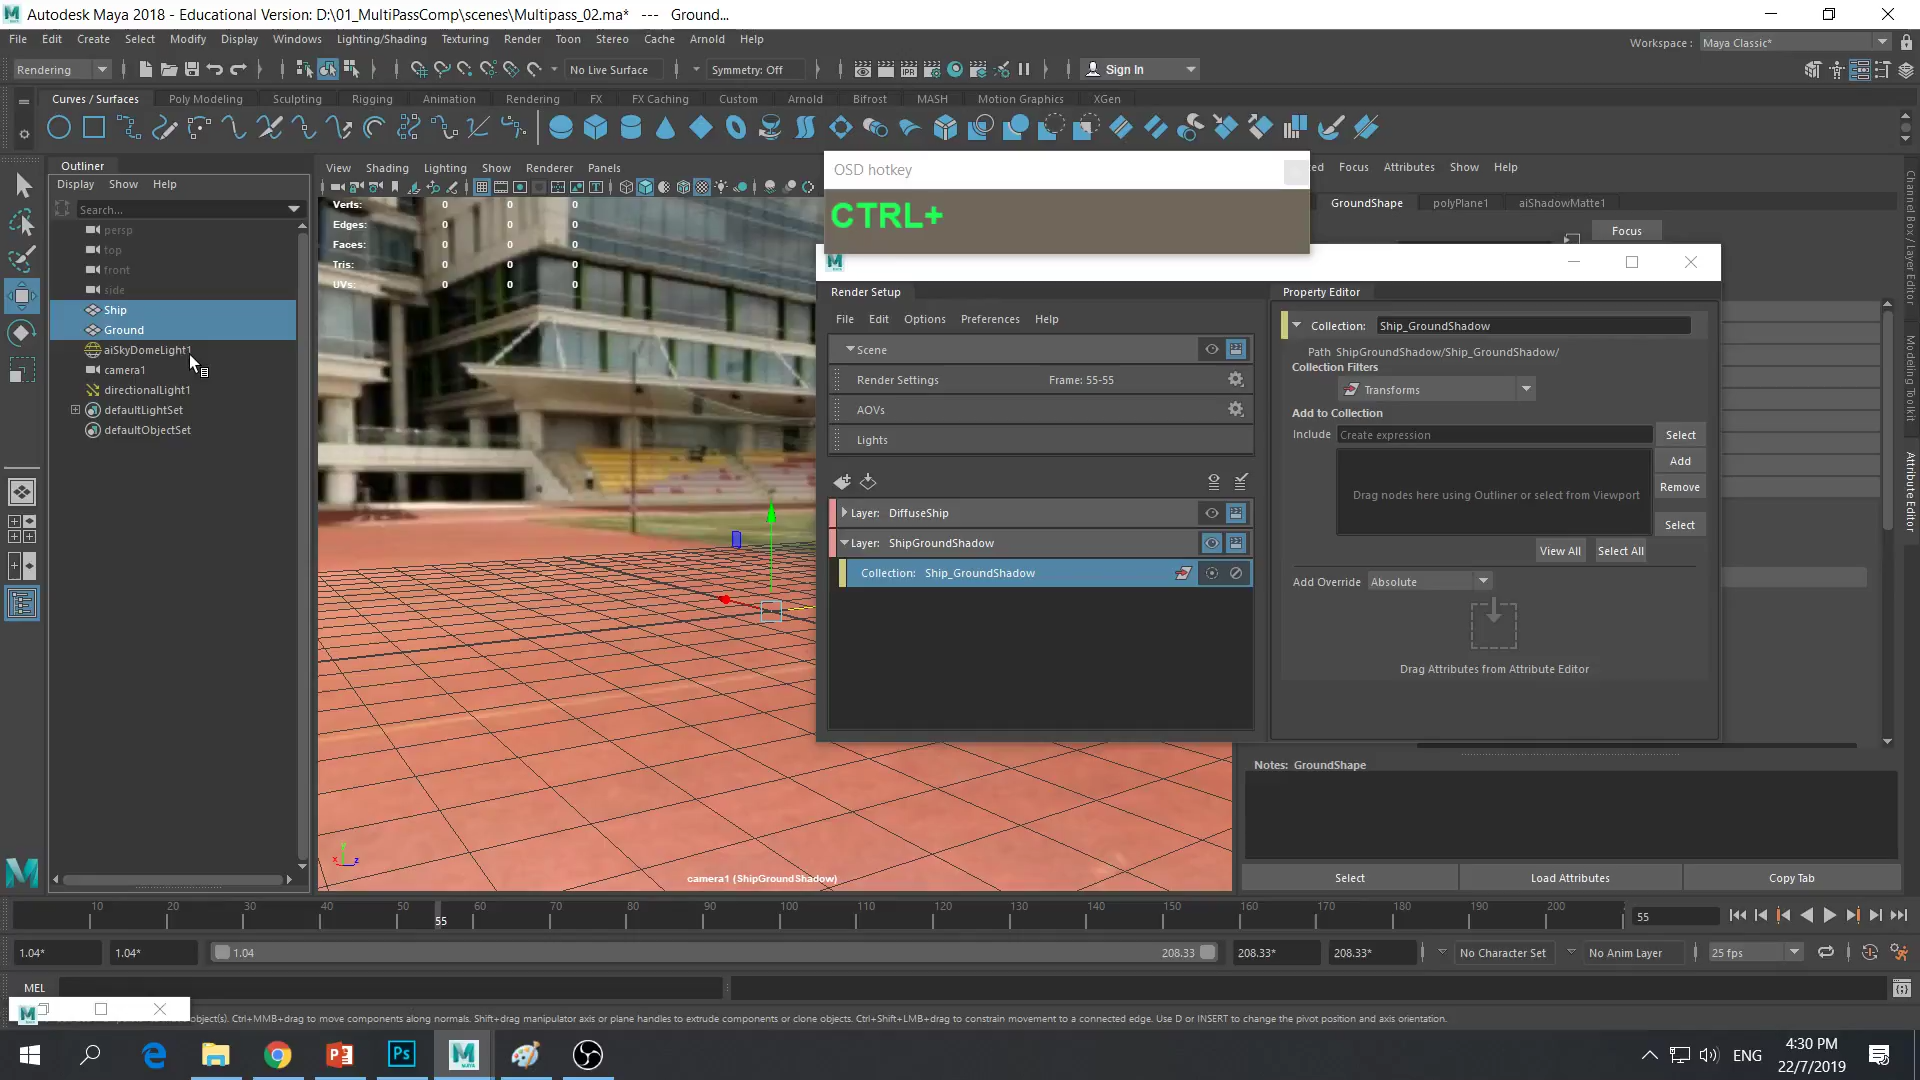 Autodesk Maya 2018 - Educational Version: D:\01_MultiPassComp\scenes\Multipass_02.ma* --- Ground...
File Edit Create Select Modify Display Windows Lighting/Shading Texturing Render Toon Stereo Cache Arnold Help
Workspace : Maya Classic*
Rendering No Live Surface Symmetry: Off Sign In
Curves / Surfaces Poly Modeling Sculpting Rigging Animation Rendering FX FX Caching Custom Arnold Bifrost MASH Motion Graphics XGen
Outliner
Display Show Help
Search...
persp
top
front
side
Ship
Ground
aiSkyDomeLight1
camera1
directionalLight1
defaultLightSet
defaultObjectSet
View Shading Lighting Show Renderer Panels
Verts: 0 0 0
Edges: 0 0 0
Faces: 0 0 0
Tris: 0 0 0
UVs: 0 0 0
camera1 (ShipGroundShadow)
OSD hotkey
CTRL+
ed Focus Attributes Show Help
GroundShape polyPlane1 aiShadowMatte1
Focus
Render Setup
File Edit Options Preferences Help
Scene
Render Settings Frame: 55-55
AOVs
Lights
Layer: DiffuseShip
Layer: ShipGroundShadow
Collection: Ship_GroundShadow
Property Editor
Collection: Ship_GroundShadow
Path ShipGroundShadow/Ship_GroundShadow/
Collection Filters
Transforms
Add to Collection
Include Create expression Select
Add
Drag nodes here using Outliner or select from Viewport
Remove
Select
View All Select All
Add Override Absolute
Drag Attributes from Attribute Editor
Notes: GroundShape
Select Load Attributes Copy Tab
Channel Box / Layer Editor
Modeling Toolkit
Attribute Editor
10 20 30 40 50 60 70 80 90 100 110 120 130 140 150 160 170 180 190 200
55
55
1.04* 1.04* 1.04 208.33 208.33* 208.33* No Character Set No Anim Layer 25 fps
MEL
object(s). Ctrl+MMB+drag to move components along normals. Shift+drag manipulator axis or plane handles to extrude components or clone objects. Ctrl+Shift+LMB+drag to constrain movement to a connected edge. Use D or INSERT to change the pivot position and axis orientation.
ENG
4:30 PM
22/7/2019